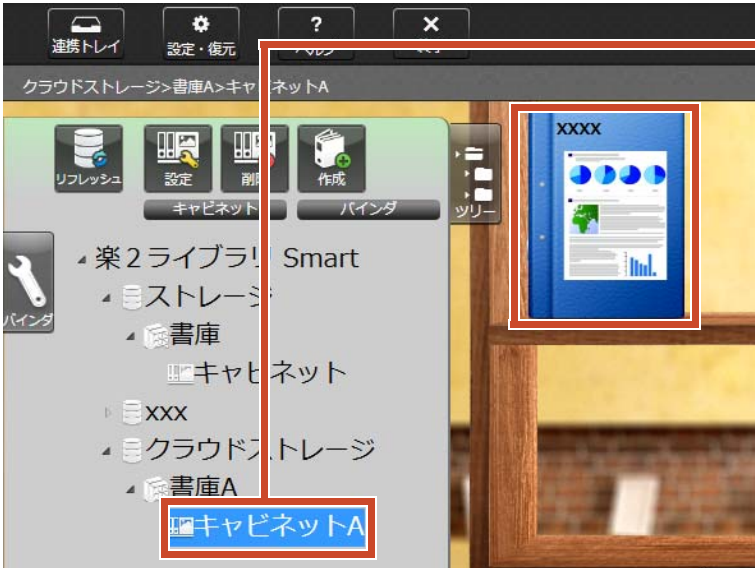 連携トレイ
設定・復元
クラウドストレージ>書庫A>キャビネットA
リフレッシュ
設定
作成
キャビネット
バインダ
ツリー
バインダ
xxxx
楽2ライブラリ Smart
ストレージ
書庫
キャビネット
xxx
クラウドストレージ
書庫A
キャビネットA